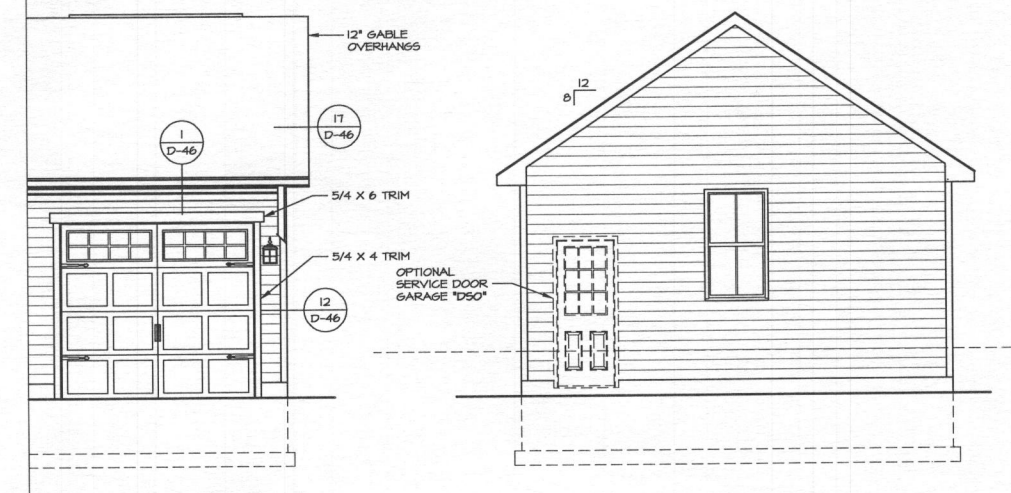 12" GABLE
OVERHANGS
12
8
17
D-46
1
D-46
5/4 X 6 TRIM
5/4 X 4 TRIM
OPTIONAL
SERVICE DOOR
GARAGE "D50"
12
D-46